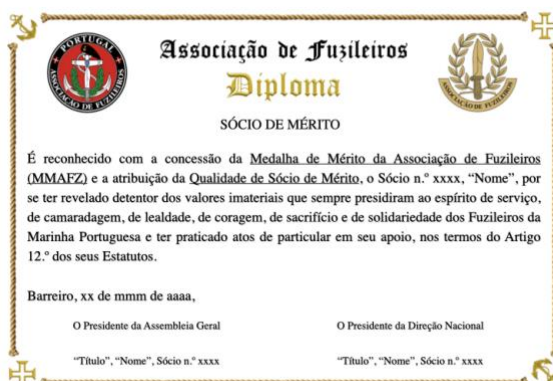 PORTUGAL
ASSOCIAÇÃO DE FUZILEIROS
Associação de Fuzileiros
Diploma
ASSOCIAÇÃO DE FUZILEIROS
SÓCIO DE MÉRITO
É reconhecido com a concessão da Medalha de Mérito da Associação de Fuzileiros
(MMAFZ) e a atribuição da Qualidade de Sócio de Mérito, o Sócio n.º xxxx, “Nome”, por
se ter revelado detentor dos valores imateriais que sempre presidiram ao espírito de serviço,
de camaradagem, de lealdade, de coragem, de sacrifício e de solidariedade dos Fuzileiros da
Marinha Portuguesa e ter praticado atos de particular em seu apoio, nos termos do Artigo
12.º dos seus Estatutos.
Barreiro, xx de mmm de aaaa,
O Presidente da Assembleia Geral
O Presidente da Direção Nacional
“Título”, “Nome”, Sócio n.º xxxx
“Título”, “Nome”, Sócio n.º xxxx